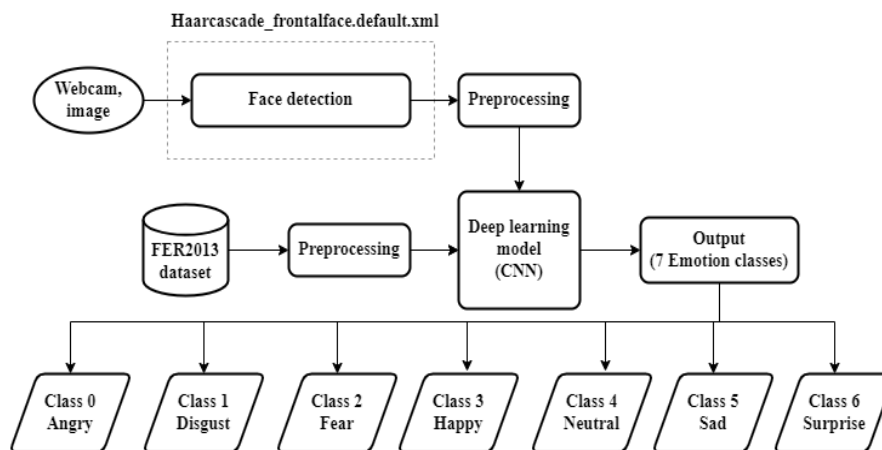 Haarcascade_frontalface.default.xml
Webcam,
image
Face detection
Preprocessing
FER2013
dataset
Preprocessing
Deep learning
model
(CNN)
Output
(7 Emotion classes)
Class 0
Angry
Class 1
Disgust
Class 2
Fear
Class 3
Happy
Class 4
Neutral
Class 5
Sad
Class 6
Surprise